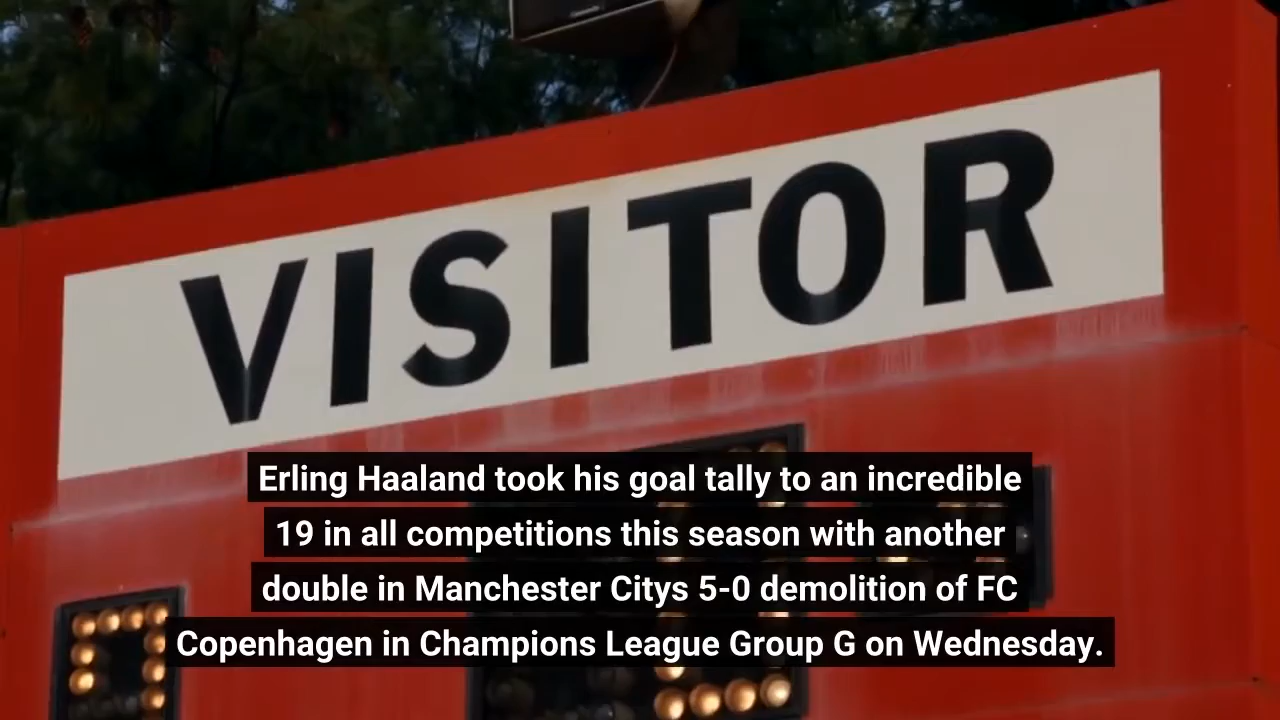 VISITOR
Erling Haaland took his goal tally to an incredible
19 in all competitions this season with another
double in Manchester Citys 5-0 demolition of FC
Copenhagen in Champions League Group G on Wednesday.